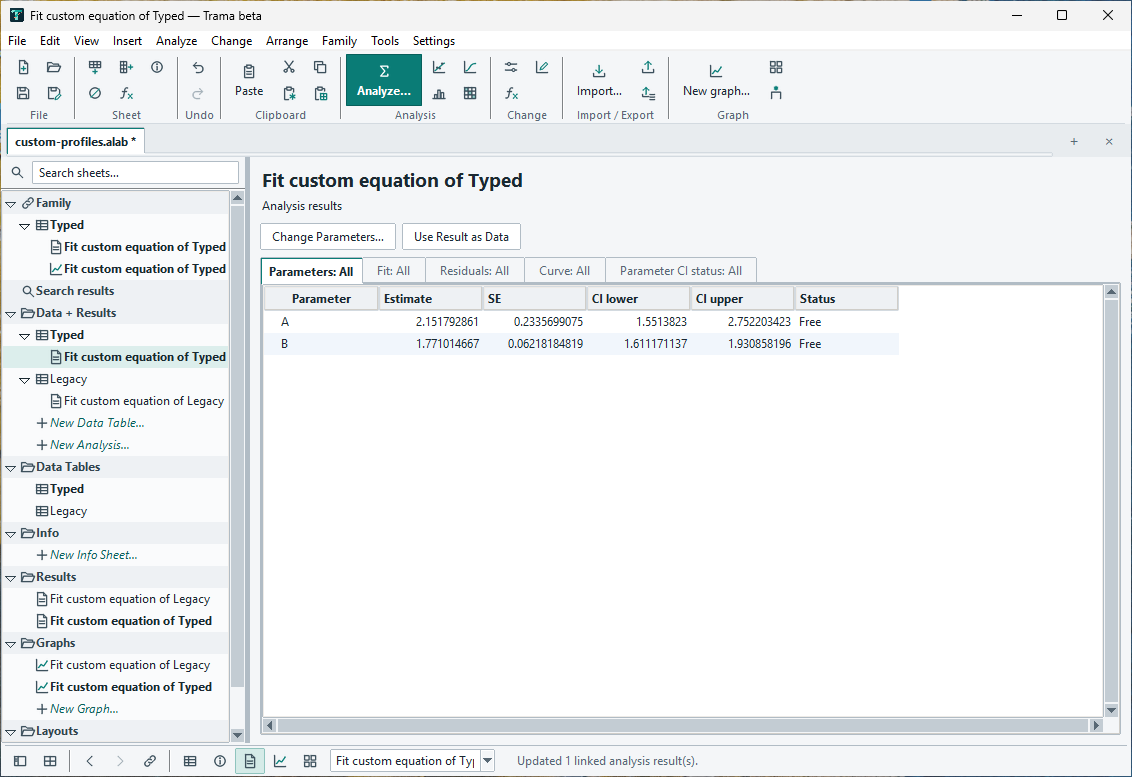 Fit custom equation of Typed — Trama beta
File Edit View Insert Analyze Change Arrange Family Tools Settings
Paste
Analyze...
Import...
New graph...
File Sheet Undo Clipboard Analysis Change Import / Export Graph
custom-profiles.alab *
Search sheets...
Family
Typed
Fit custom equation of Typed
Fit custom equation of Typed
Search results
Data + Results
Typed
Fit custom equation of Typed
Legacy
Fit custom equation of Legacy
New Data Table...
New Analysis...
Data Tables
Typed
Legacy
Info
New Info Sheet...
Results
Fit custom equation of Legacy
Fit custom equation of Typed
Graphs
Fit custom equation of Legacy
Fit custom equation of Typed
New Graph...
Layouts
Fit custom equation of Typed
Analysis results
Change Parameters... Use Result as Data
Parameters: All Fit: All Residuals: All Curve: All Parameter CI status: All
Parameter Estimate SE CI lower CI upper Status
A 2.151792861 0.2335699075 1.5513823 2.752203423 Free
B 1.771014667 0.06218184819 1.611171137 1.930858196 Free
Fit custom equation of Typ
Updated 1 linked analysis result(s).